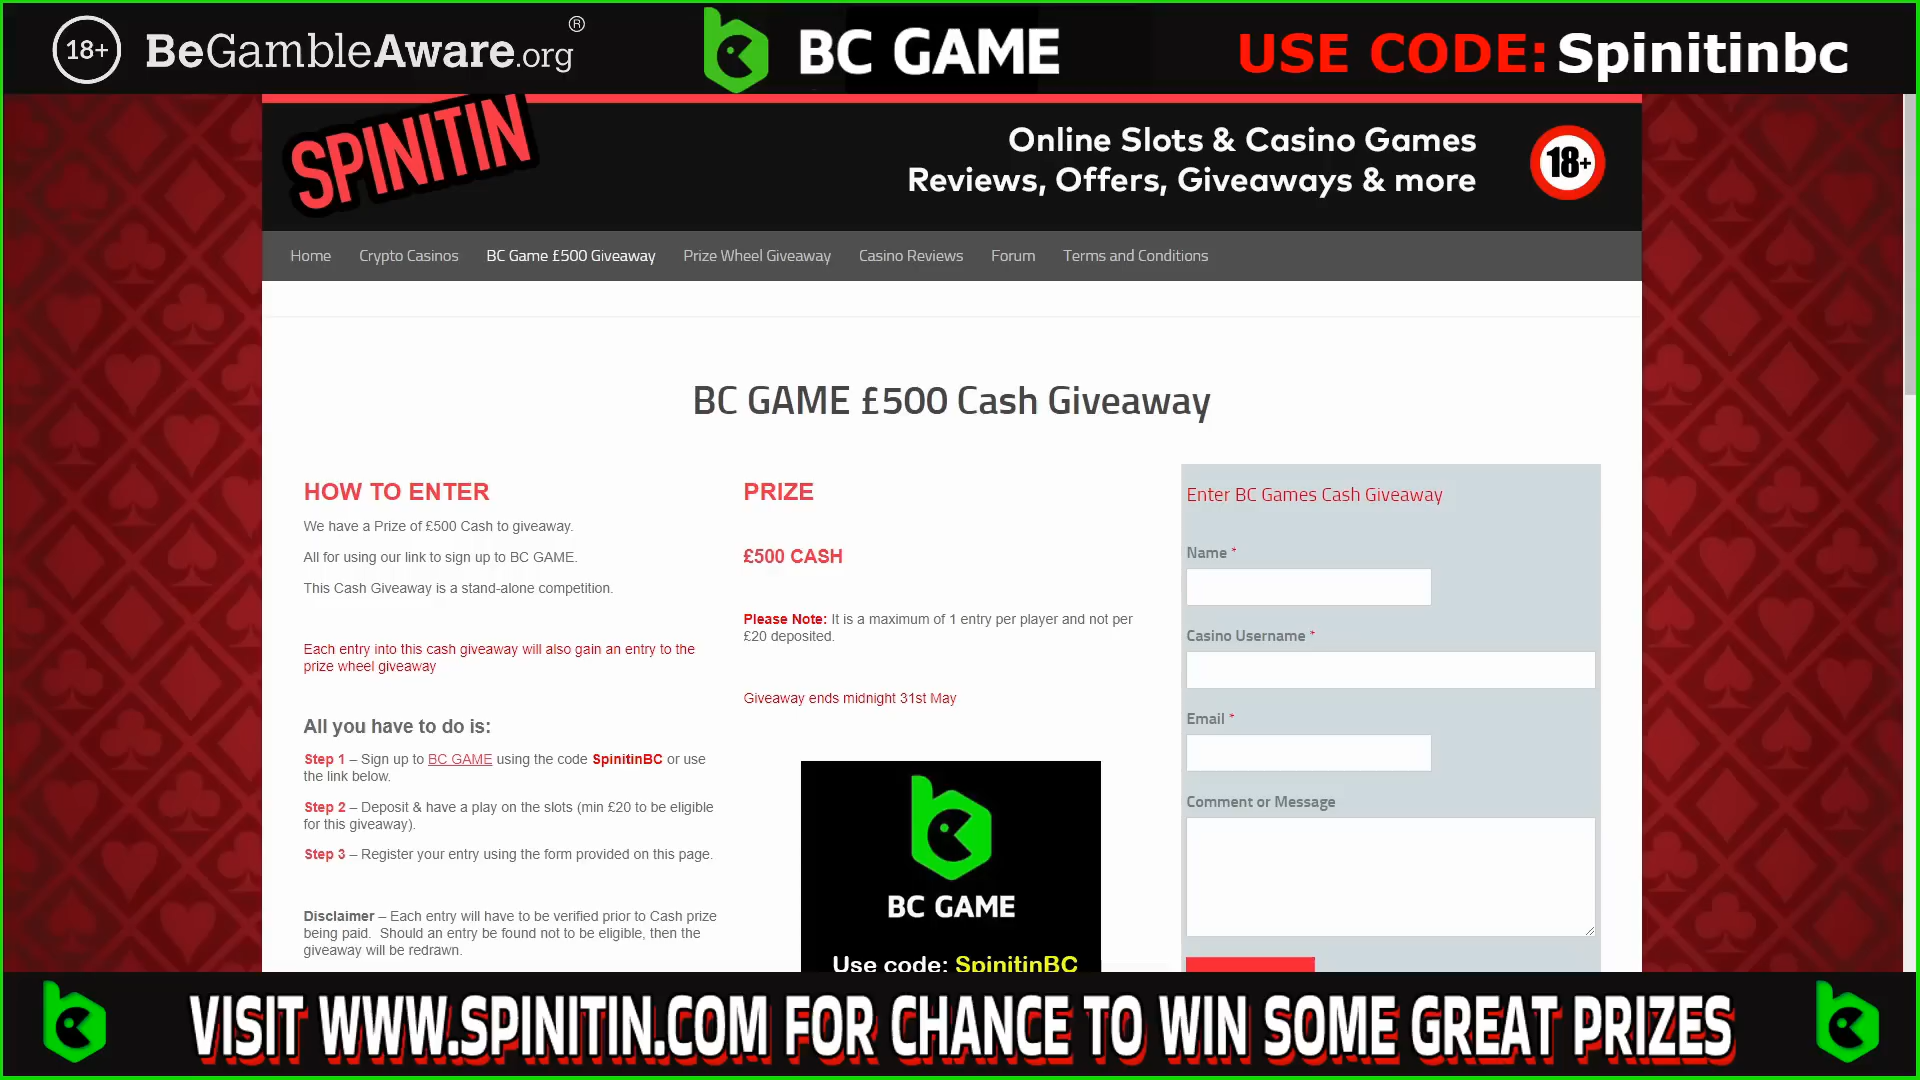 18+ BeGambleAware.org®
BC GAME
USE CODE: Spinitinbc
SPINITIN
Online Slots & Casino Games
Reviews, Offers, Giveaways & more
18+
Home Crypto Casinos BC Game £500 Giveaway Prize Wheel Giveaway Casino Reviews Forum Terms and Conditions
BC GAME £500 Cash Giveaway
HOW TO ENTER
We have a Prize of £500 Cash to giveaway.
All for using our link to sign up to BC GAME.
This Cash Giveaway is a stand-alone competition.
Each entry into this cash giveaway will also gain an entry to the
prize wheel giveaway
All you have to do is:
Step 1 – Sign up to BC GAME using the code SpinitinBC or use
the link below.
Step 2 – Deposit & have a play on the slots (min £20 to be eligible
for this giveaway).
Step 3 – Register your entry using the form provided on this page.
Disclaimer – Each entry will have to be verified prior to Cash prize
being paid.  Should an entry be found not to be eligible, then the
giveaway will be redrawn.
PRIZE
£500 CASH
Please Note: It is a maximum of 1 entry per player and not per
£20 deposited.
Giveaway ends midnight 31st May
BC GAME
Use code: SpinitinBC
Enter BC Games Cash Giveaway
Name *
Casino Username *
Email *
Comment or Message
VISIT WWW.SPINITIN.COM FOR CHANCE TO WIN SOME GREAT PRIZES